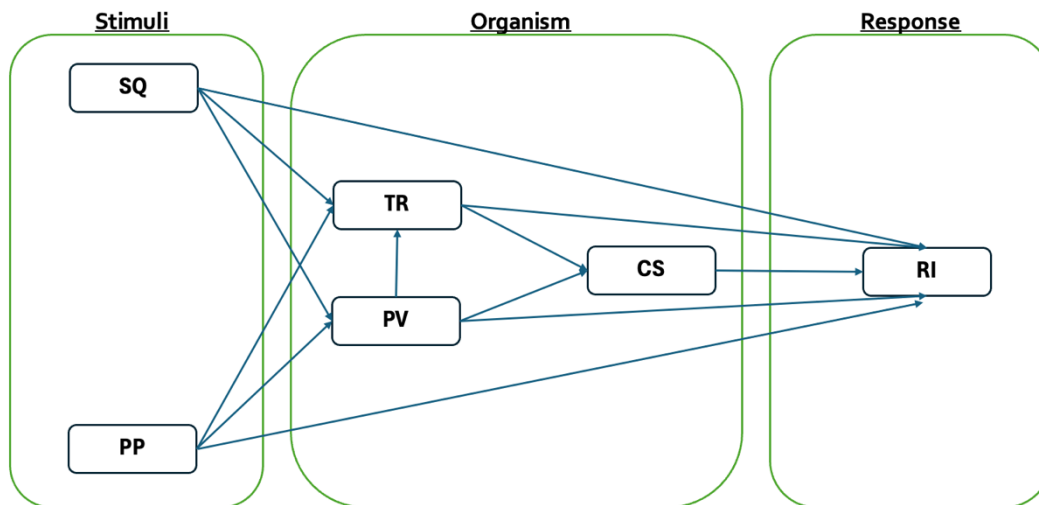 Stimuli
Organism
Response
SQ
TR
CS
RI
PV
PP